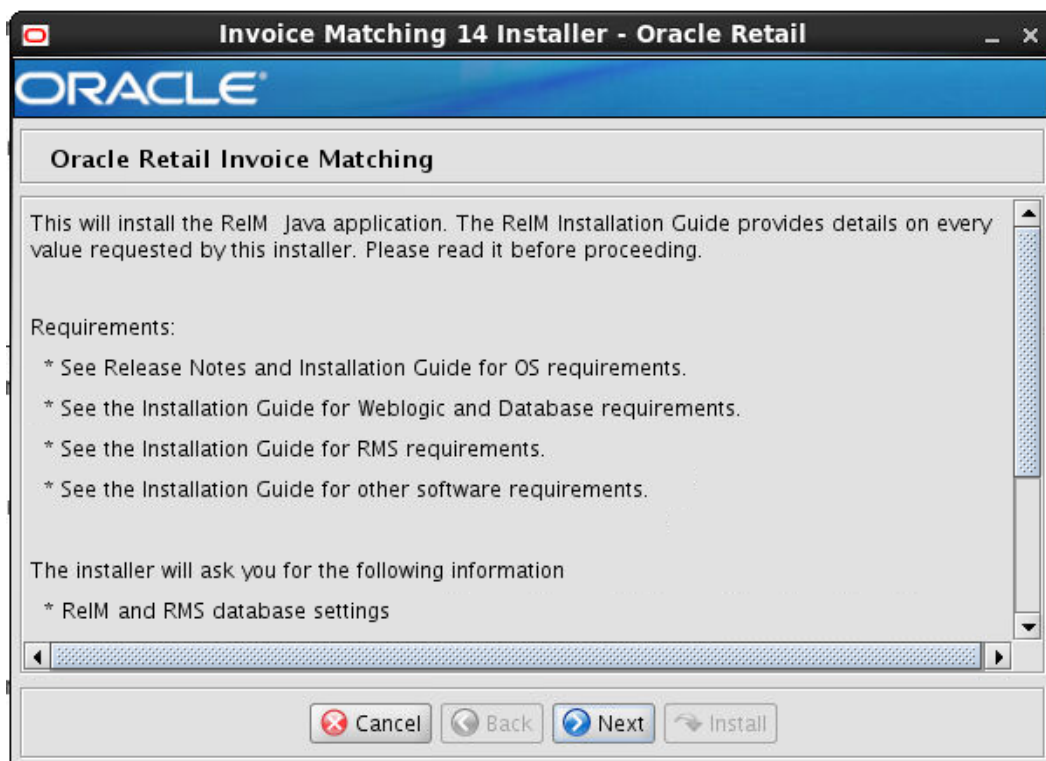 Invoice Matching 14 Installer - Oracle Retail
ORACLE®
Oracle Retail Invoice Matching
This will install the ReIM Java application. The ReIM Installation Guide provides details on every
value requested by this installer. Please read it before proceeding.
Requirements:
* See Release Notes and Installation Guide for OS requirements.
* See the Installation Guide for Weblogic and Database requirements.
* See the Installation Guide for RMS requirements.
* See the Installation Guide for other software requirements.
The installer will ask you for the following information
* ReIM and RMS database settings
Cancel Back Next Install